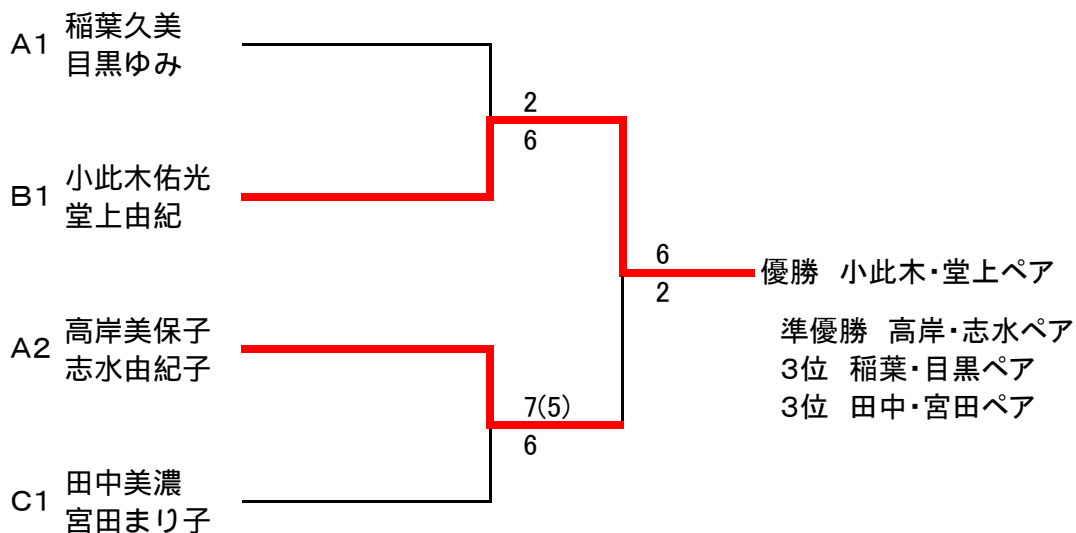 A1
稲葉久美
目黒ゆみ
2
6
B1
小此木佑光
堂上由紀
6
2
優勝　小此木・堂上ペア
A2
高岸美保子
志水由紀子
準優勝　高岸・志水ペア
3位　稲葉・目黒ペア
3位　田中・宮田ペア
7(5)
6
C1
田中美濃
宮田まり子